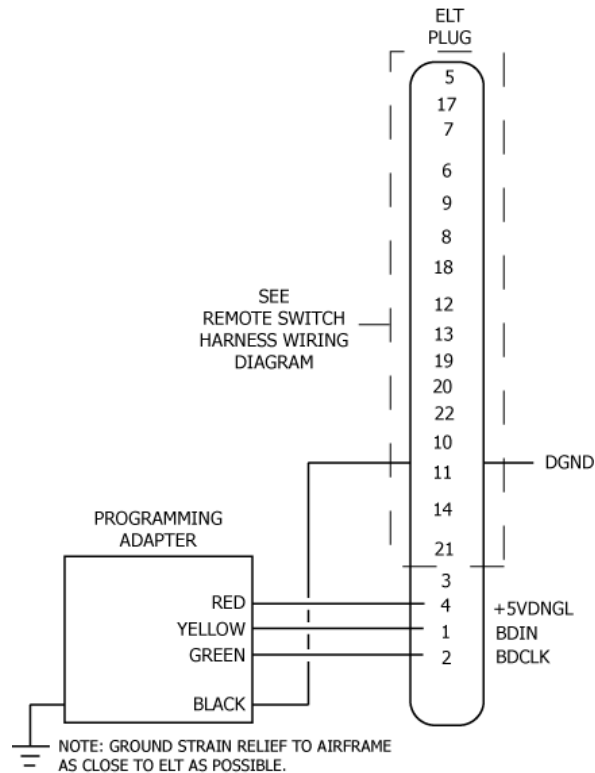 ELT
PLUG
5
17
7
6
9
8
18
12
13
19
20
22
10
11
14
21
3
4
1
2
SEE
REMOTE SWITCH
HARNESS WIRING
DIAGRAM
DGND
PROGRAMMING
ADAPTER
RED
YELLOW
GREEN
BLACK
+5VDNGL
BDIN
BDCLK
NOTE: GROUND STRAIN RELIEF TO AIRFRAME
AS CLOSE TO ELT AS POSSIBLE.